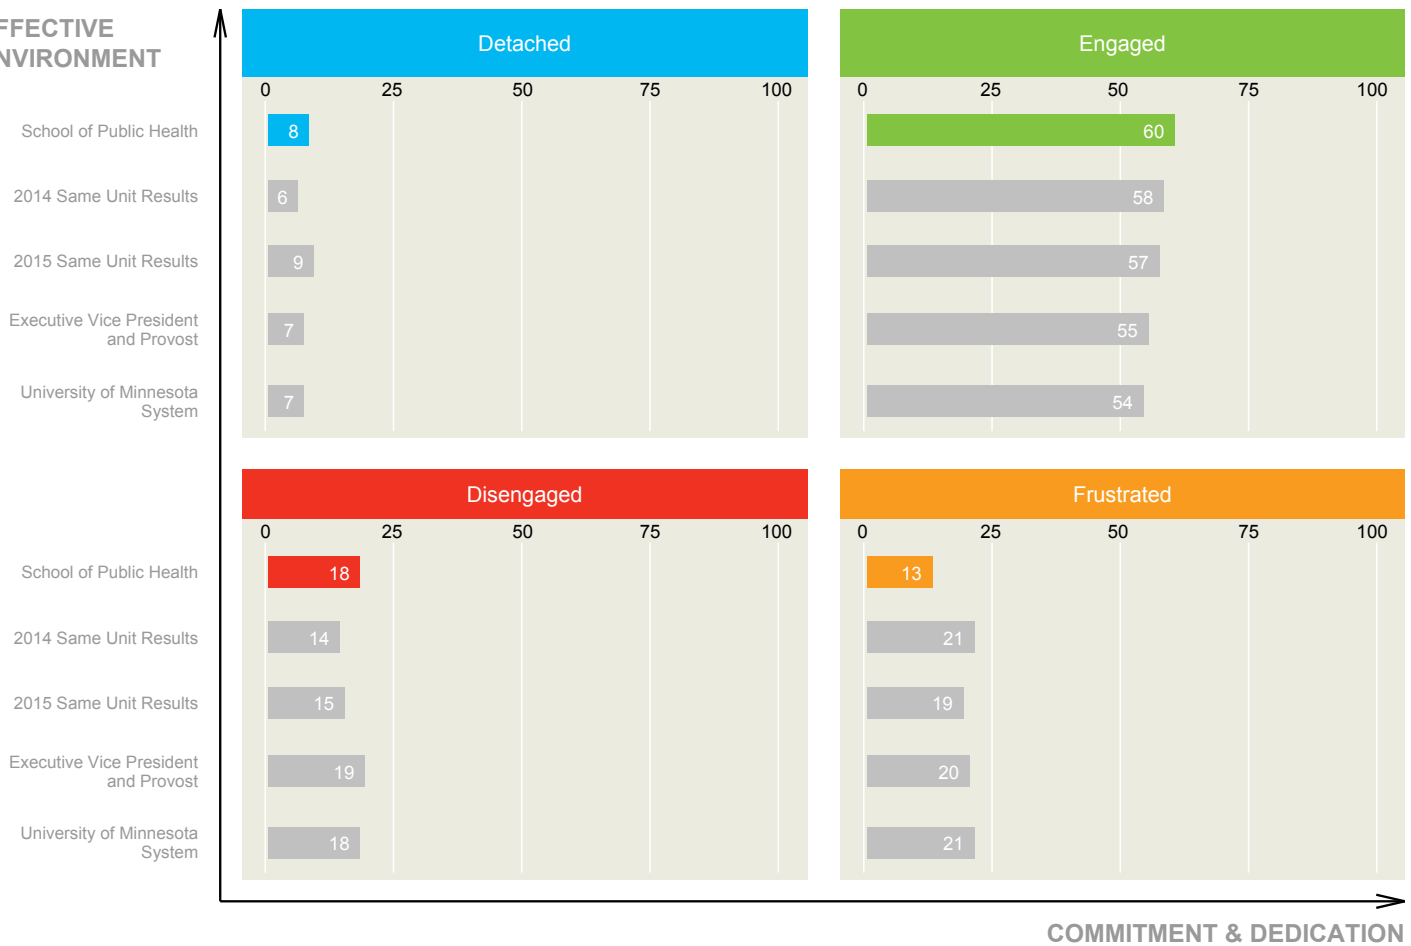 FFECTIVE
NVIRONMENT
Detached
0 25 50 75 100
School of Public Health 8
2014 Same Unit Results 6
2015 Same Unit Results 9
Executive Vice President
and Provost 7
University of Minnesota
System 7
Engaged
0 25 50 75 100
60
58
57
55
54
Disengaged
0 25 50 75 100
School of Public Health 18
2014 Same Unit Results 14
2015 Same Unit Results 15
Executive Vice President
and Provost 19
University of Minnesota
System 18
Frustrated
0 25 50 75 100
13
21
19
20
21
COMMITMENT & DEDICATION